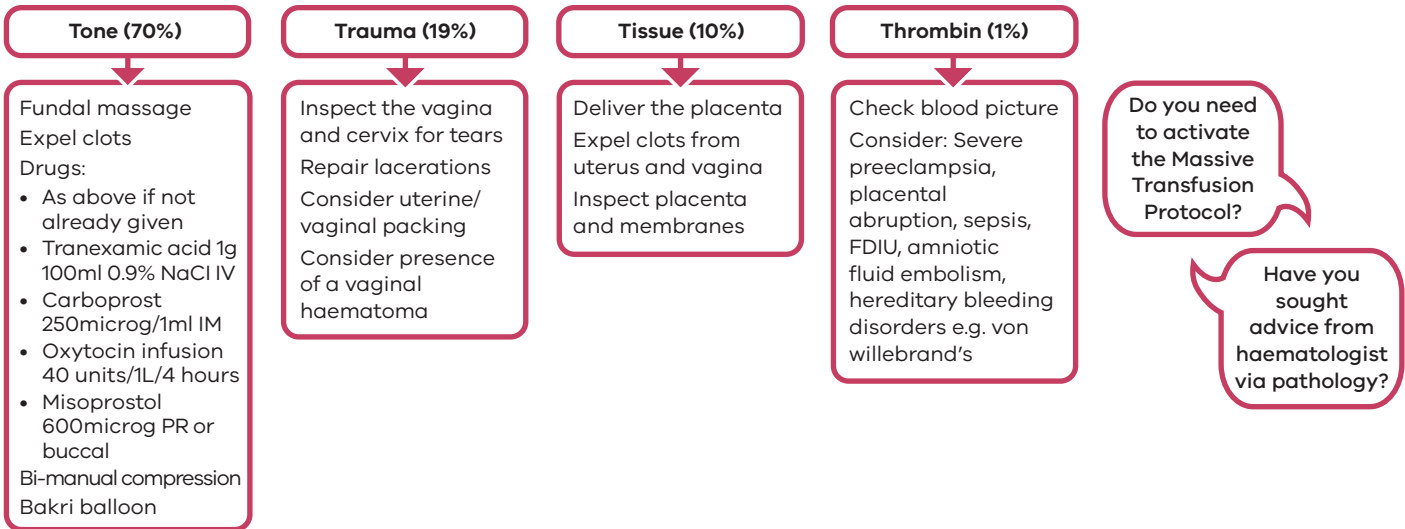 Tone (70%)
Fundal massage
Expel clots
Drugs:
• As above if not
already given
• Tranexamic acid 1g
100ml 0.9% NaCl IV
• Carboprost
250microg/1ml IM
• Oxytocin infusion
40 units/1L/4 hours
• Misoprostol
600microg PR or
buccal
Bi-manual compression
Bakri balloon
Trauma (19%)
Inspect the vagina
and cervix for tears
Repair lacerations
Consider uterine/
vaginal packing
Consider presence
of a vaginal
haematoma
Tissue (10%)
Deliver the placenta
Expel clots from
uterus and vagina
Inspect placenta
and membranes
Thrombin (1%)
Check blood picture
Consider: Severe
preeclampsia,
placental
abruption, sepsis,
FDIU, amniotic
fluid embolism,
hereditary bleeding
disorders e.g. von
willebrand's
Do you need
to activate
the Massive
Transfusion
Protocol?
Have you
sought
advice from
haematologist
via pathology?